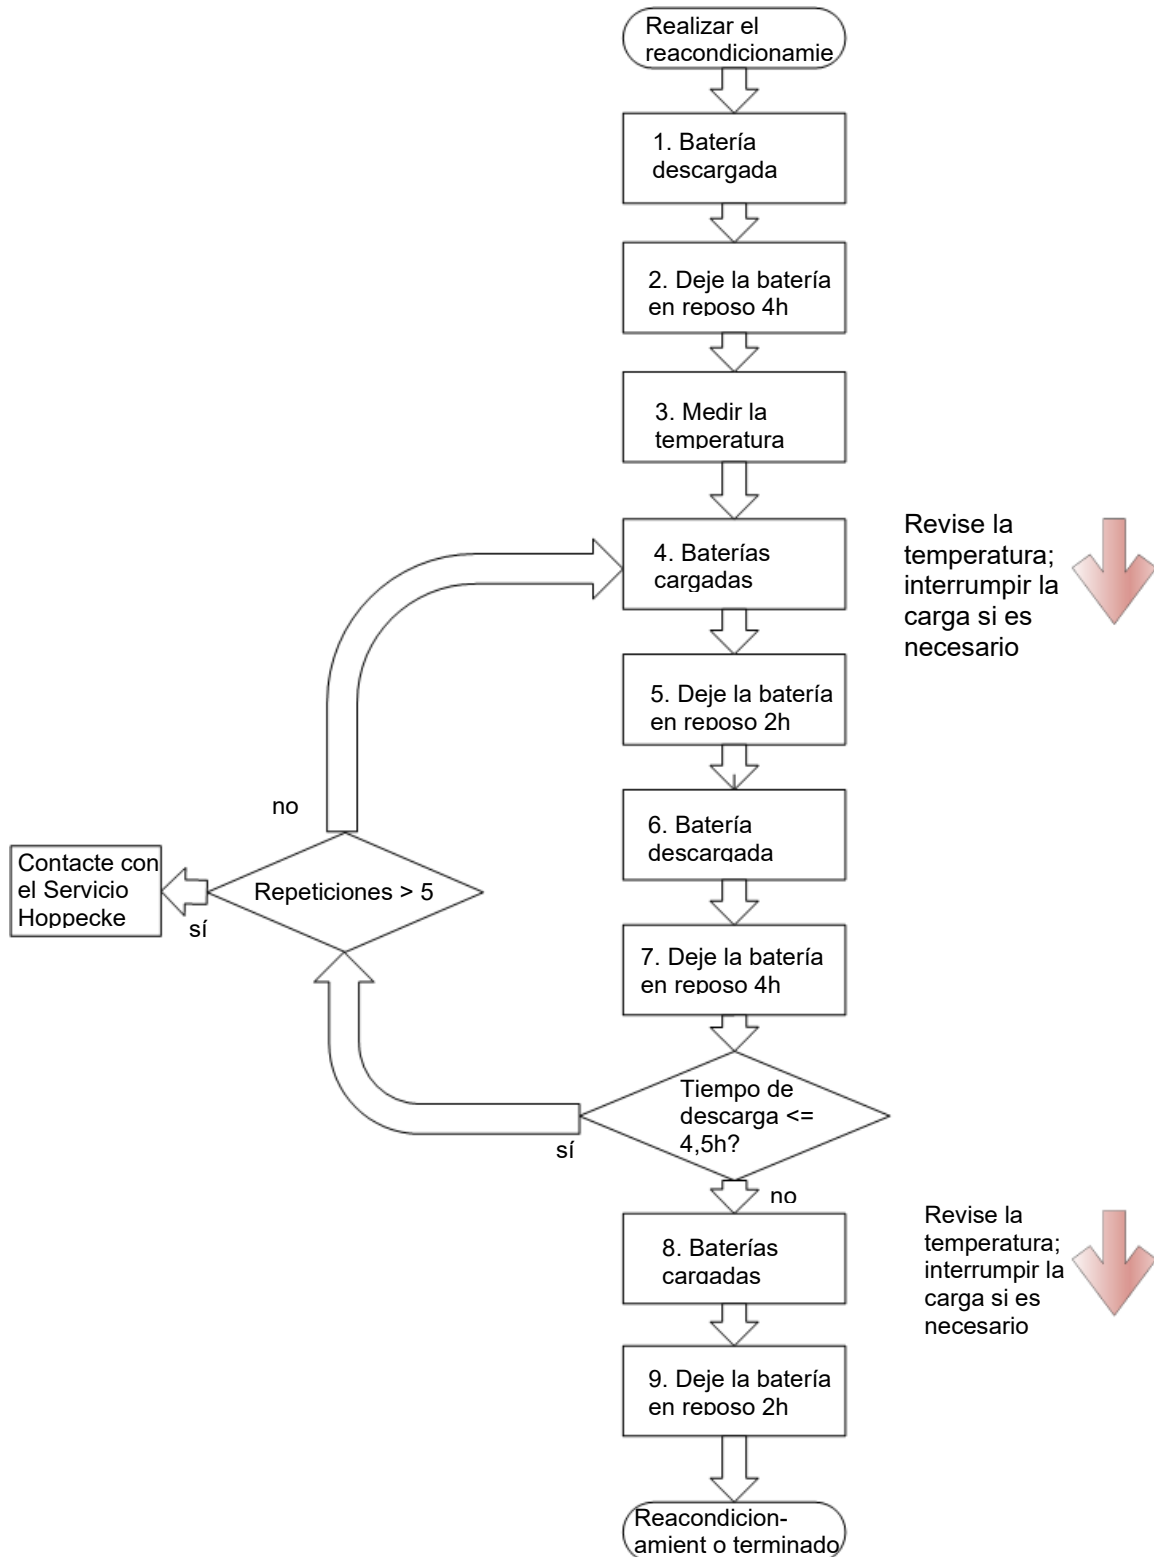 Realizar el
reacondicionamie
1. Batería
descargada
2. Deje la batería
en reposo 4h
3. Medir la
temperatura
4. Baterías
cargadas
Revise la
temperatura;
interrumpir la
carga si es
necesario
5. Deje la batería
en reposo 2h
6. Batería
descargada
7. Deje la batería
en reposo 4h
Tiempo de
descarga <=
4,5h?
sí
no
Repeticiones > 5
no
sí
Contacte con
el Servicio
Hoppecke
8. Baterías
cargadas
Revise la
temperatura;
interrumpir la
carga si es
necesario
9. Deje la batería
en reposo 2h
Reacondicion-
amient o terminado